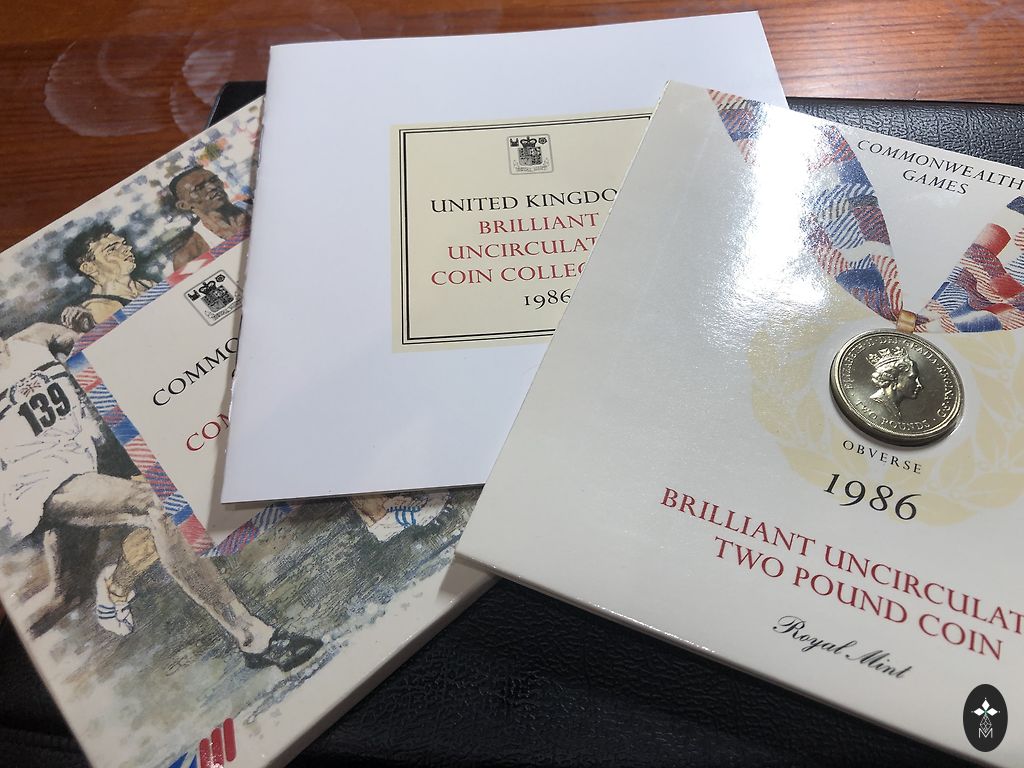 139
COMMO
COM
UNITED KINGDO
BRILLIANT
UNCIRCULAT
COIN COLLEC
1986
COMMONWEALTH
GAMES
TWO POUNDS
OBVERSE
1986
BRILLIANT UNCIRCULAT
TWO POUND COIN
Royal Mint
M